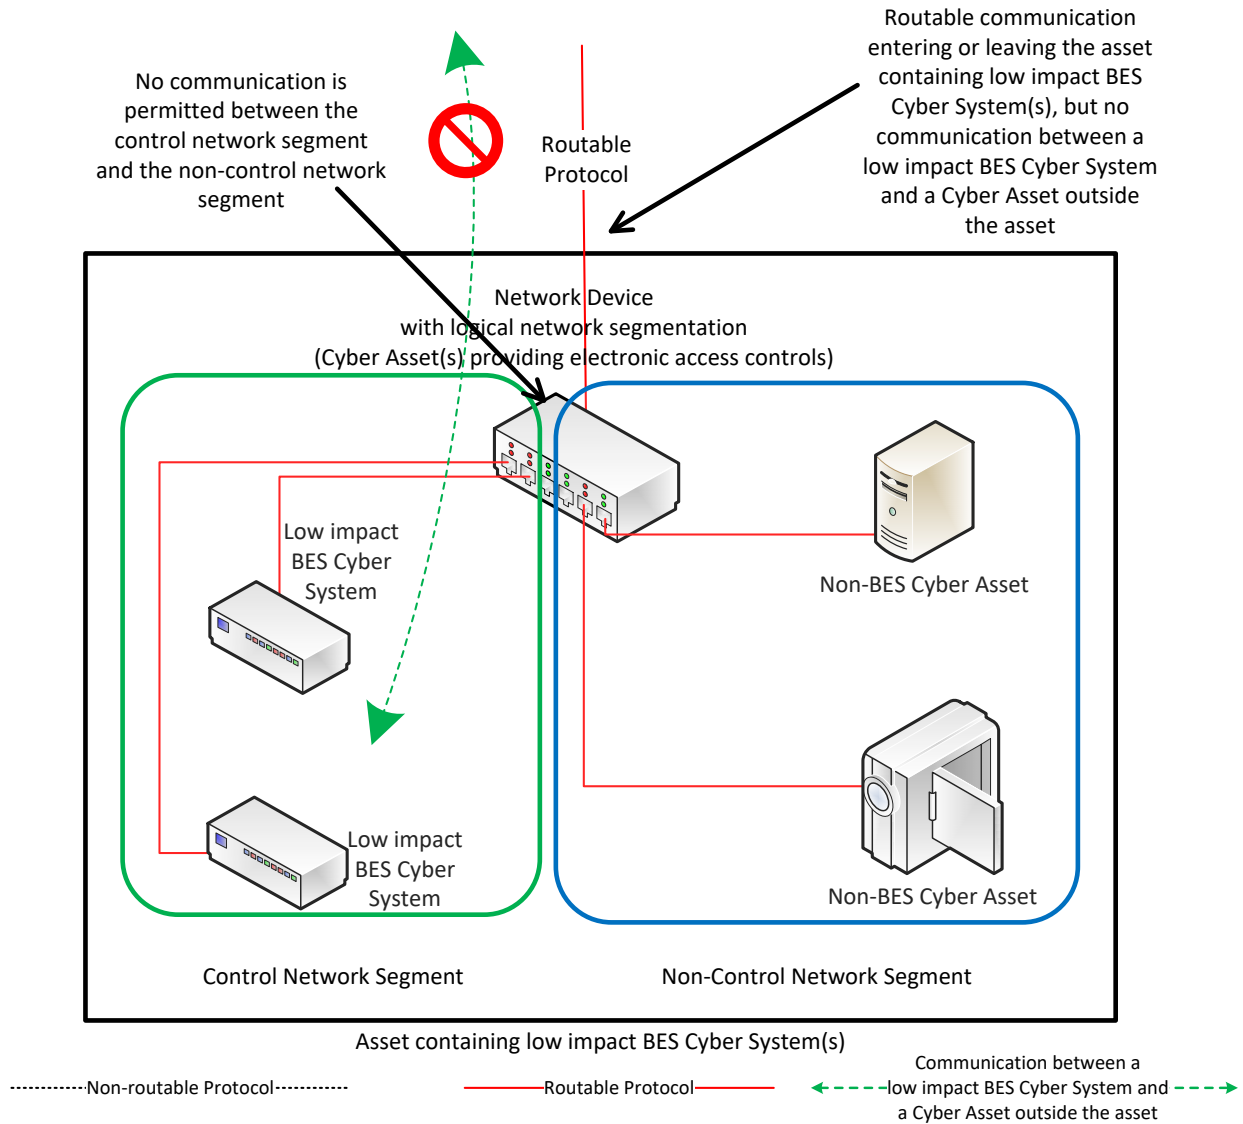 No communication is
permitted between the
control network segment
and the non-control network
segment
Routable
Protocol
Routable communication
entering or leaving the asset
containing low impact BES
Cyber System(s), but no
communication between a
low impact BES Cyber System
and a Cyber Asset outside
the asset
Network Device
with logical network segmentation
(Cyber Asset(s) providing electronic access controls)
Low impact
BES Cyber
System
Non-BES Cyber Asset
Low impact
BES Cyber
System
Non-BES Cyber Asset
Control Network Segment
Non-Control Network Segment
Asset containing low impact BES Cyber System(s)
Non-routable Protocol
Routable Protocol
Communication between a
low impact BES Cyber System and
a Cyber Asset outside the asset